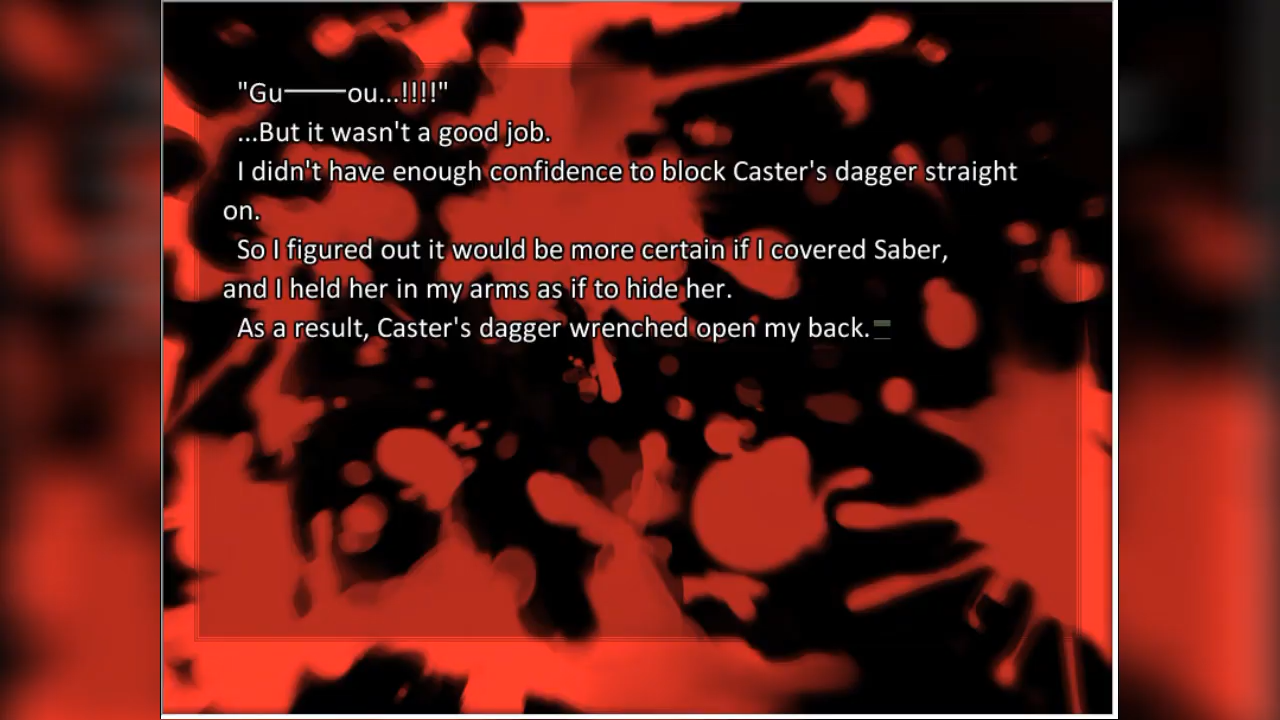 "Gu───ou...!!!!"
...But it wasn't a good job.
I didn't have enough confidence to block Caster's dagger straight
on.
So I figured out it would be more certain if I covered Saber,
and I held her in my arms as if to hide her.
As a result, Caster's dagger wrenched open my back.